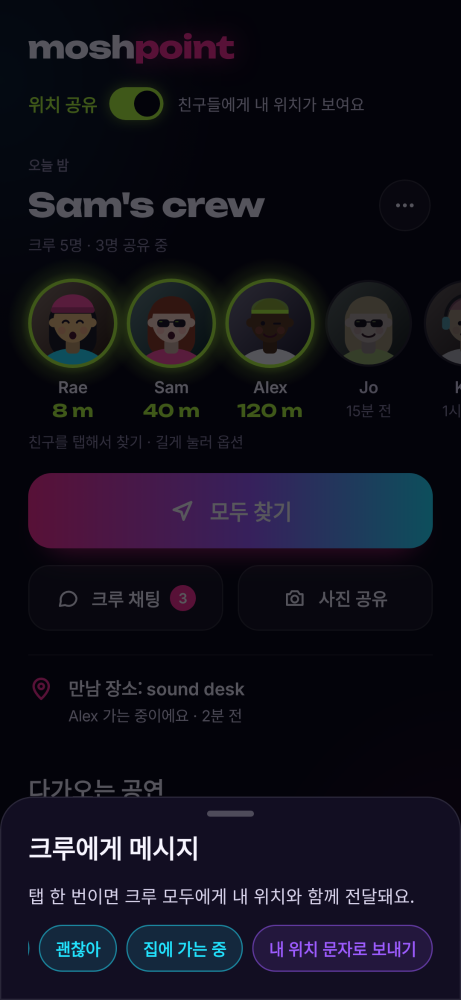 moshpoint
위치 공유 친구들에게 내 위치가 보여요
오늘 밤
Sam's crew
크루 5명 · 3명 공유 중
Rae Sam Alex Jo
8 m 40 m 120 m 15분 전
친구를 탭해서 찾기 · 길게 눌러 옵션
모두 찾기
크루 채팅 3 사진 공유
만남 장소: sound desk
Alex 가는 중이에요 · 2분 전
다가오는 공연
크루에게 메시지
탭 한 번이면 크루 모두에게 내 위치와 함께 전달돼요.
괜찮아 집에 가는 중 내 위치 문자로 보내기